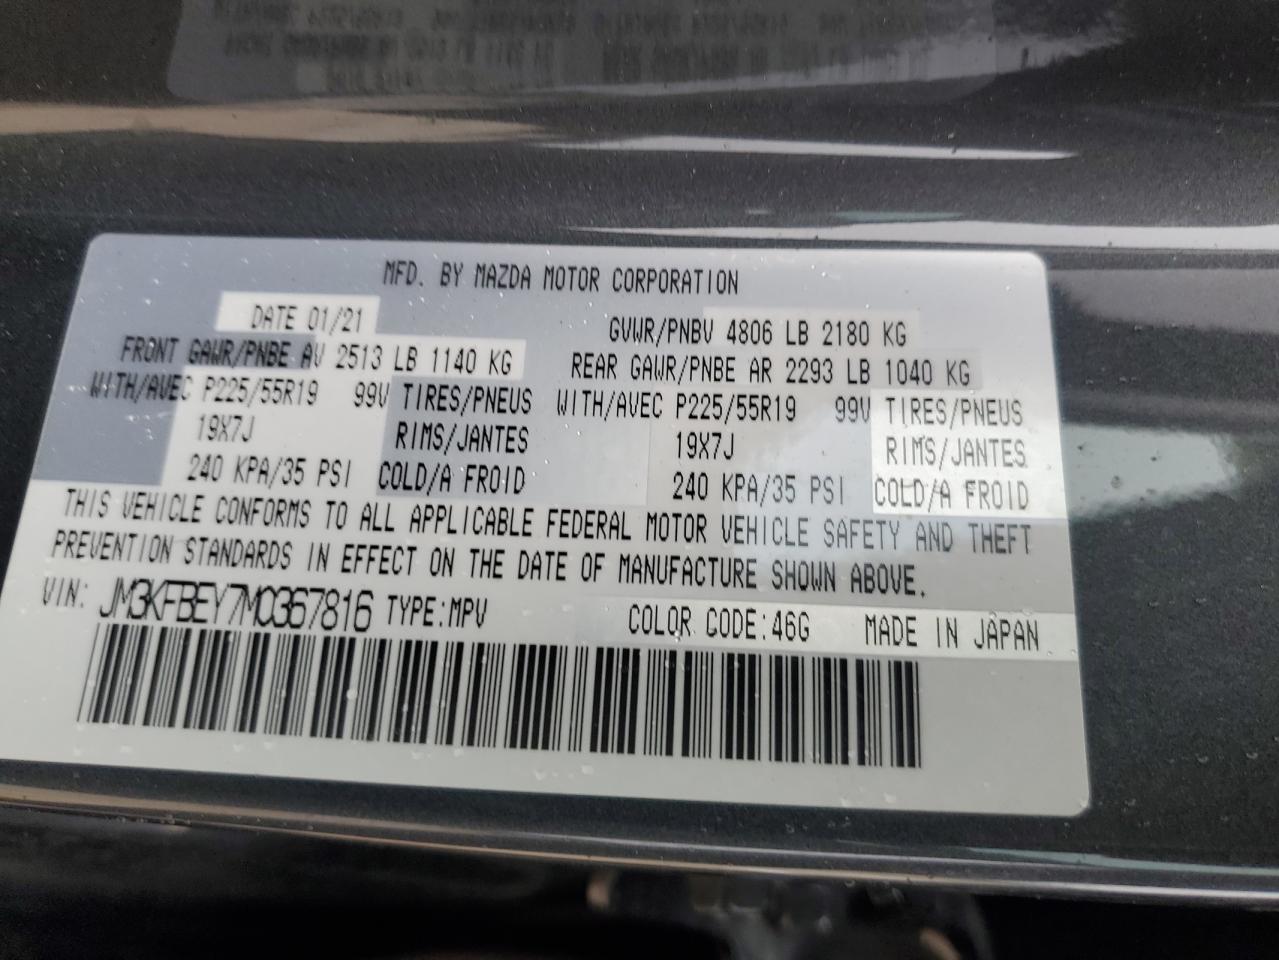 MFD. BY MAZDA MOTOR CORPORATION
DATE 01/21 GVWR/PNBV 4806 LB 2180 KG
FRONT GAWR/PNBE AV 2513 LB 1140 KG REAR GAWR/PNBE AR 2293 LB 1040 KG
WITH/AVEC P225/55R19 99V TIRES/PNEUS WITH/AVEC P225/55R19 99V TIRES/PNEUS
19X7J RIMS/JANTES 19X7J RIMS/JANTES
240 KPA/35 PSI COLD/A FROID 240 KPA/35 PSI COLD/A FROID
THIS VEHICLE CONFORMS TO ALL APPLICABLE FEDERAL MOTOR VEHICLE SAFETY AND THEFT
PREVENTION STANDARDS IN EFFECT ON THE DATE OF MANUFACTURE SHOWN ABOVE.
VIN: JM3KFBEY7M0367816 TYPE:MPV COLOR CODE:46G MADE IN JAPAN